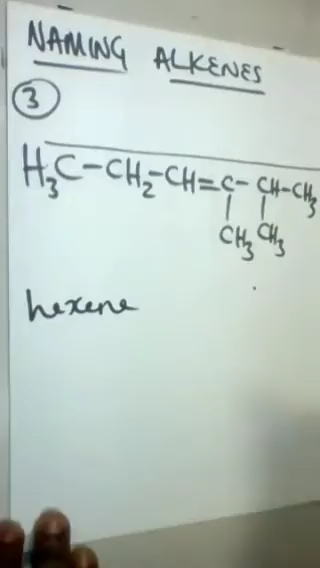 NAMING ALKENES
3
H₃C-CH₂-CH=C-CH-CH₃
CH₃ CH₃
hexene